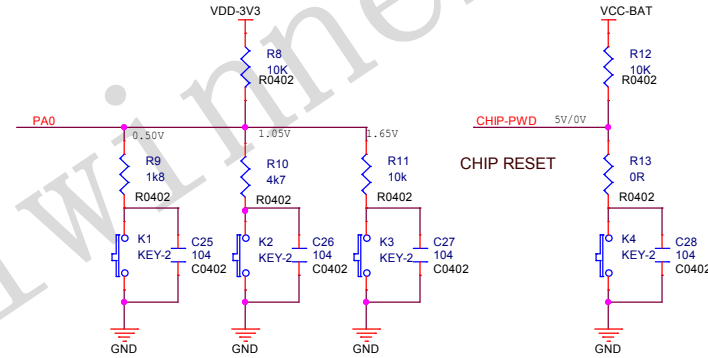 VDD-3V3
VCC-BAT
R8
10K
R0402
R12
10K
R0402
PA0
0.50V
1.05V
1.65V
CHIP-PWD
5V/0V
CHIP RESET
R9
1k8
R0402
R10
4k7
R0402
R11
10k
R0402
R13
0R
R0402
K1
KEY-2
C25
104
C0402
K2
KEY-2
C26
104
C0402
K3
KEY-2
C27
104
C0402
K4
KEY-2
C28
104
C0402
GND
GND
GND
GND
winne